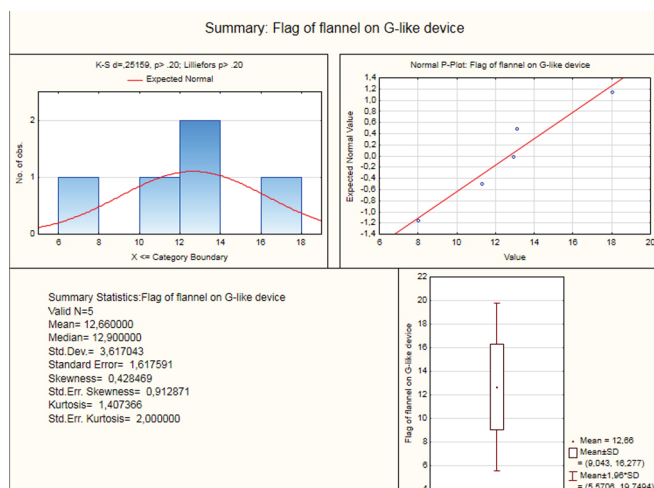 Summary: Flag of flannel on G-like device
K-S d=,25159, p> .20; Lilliefors p> .20
Expected Normal
No. of obs.
2
1
0
6 8 10 12 14 16 18
X <= Category Boundary
Normal P-Plot: Flag of flannel on G-like device
Expected Normal Value
1,4
1,2
1,0
0,8
0,6
0,4
0,2
0,0
-0,2
-0,4
-0,6
-0,8
-1,0
-1,2
-1,4
6 8 10 12 14 16 18 20
Value
Summary Statistics:Flag of flannel on G-like device
Valid N=5
Mean= 12,660000
Median= 12,900000
Std.Dev.= 3,617043
Standard Error= 1,617591
Skewness= 0,428469
Std.Err. Skewness= 0,912871
Kurtosis= 1,407366
Std.Err. Kurtosis= 2,000000
Flag of flannel on G-like device
22
20
18
16
14
12
10
8
6
4
Mean = 12,66
Mean±SD
= (9,043, 16,277)
Mean±1,96*SD
= (5,5706, 19,7494)